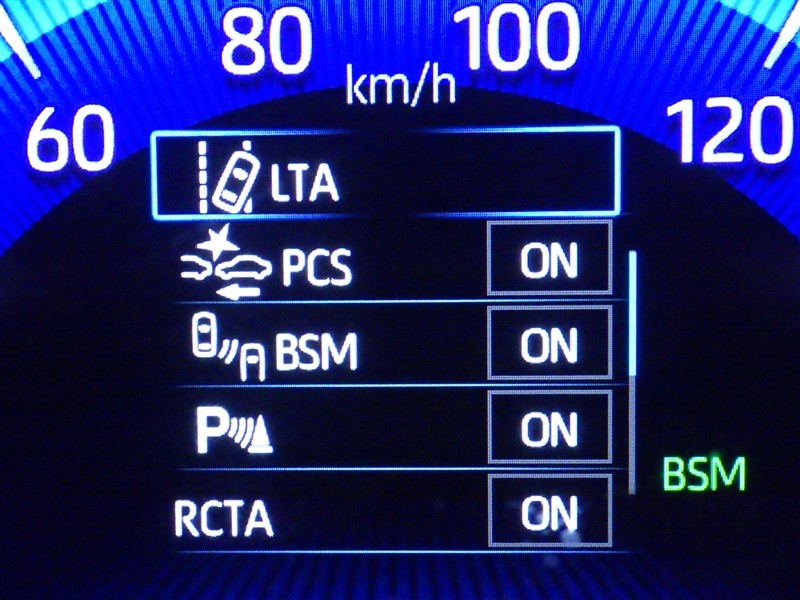 80 100
km/h
60 120
LTA
PCS ON
BSM ON
P ON
BSM
RCTA ON